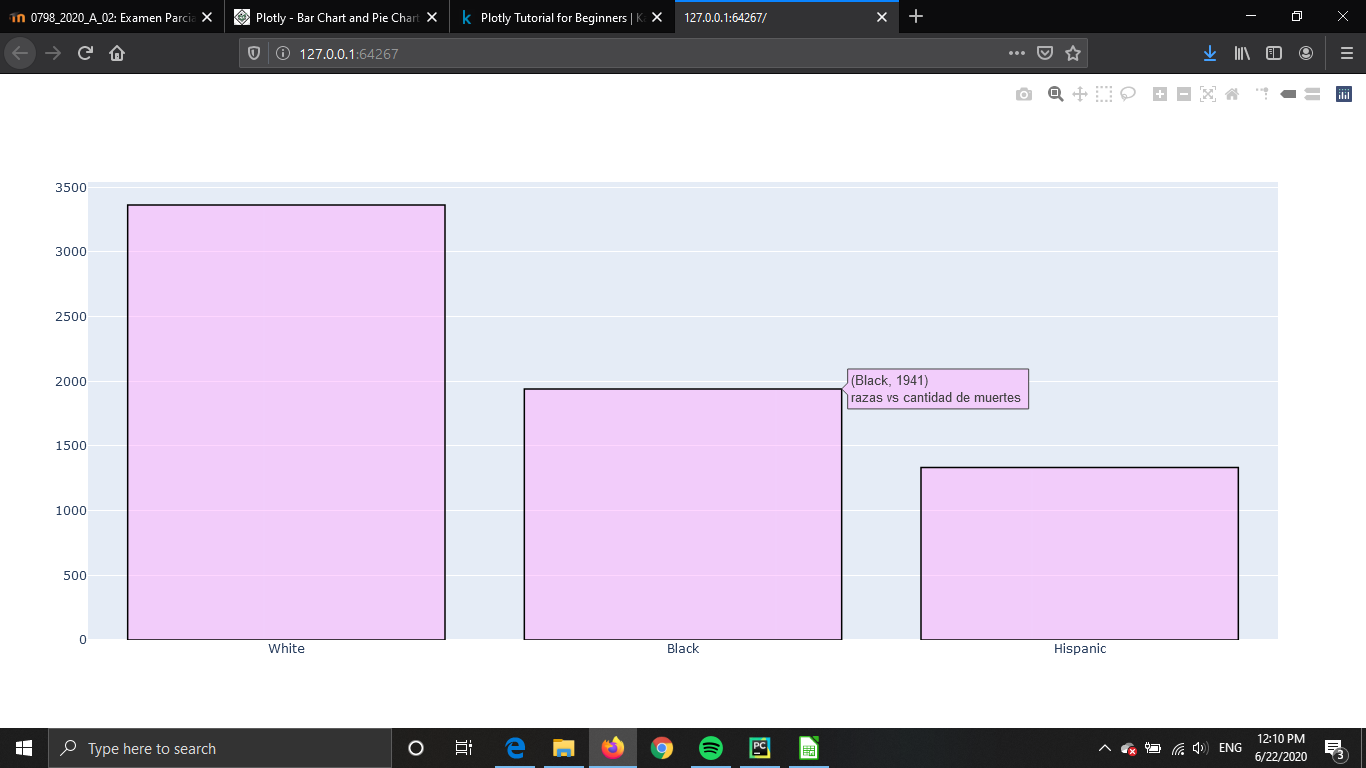 0798_2020_A_02: Examen Parcia
Plotly - Bar Chart and Pie Chart
Plotly Tutorial for Beginners | Ka
127.0.0.1:64267/
127.0.0.1:64267
3500
3000
2500
2000
1500
1000
500
0
(Black, 1941)
razas vs cantidad de muertes
White
Black
Hispanic
Type here to search
PC
ENG
12:10 PM
6/22/2020
3